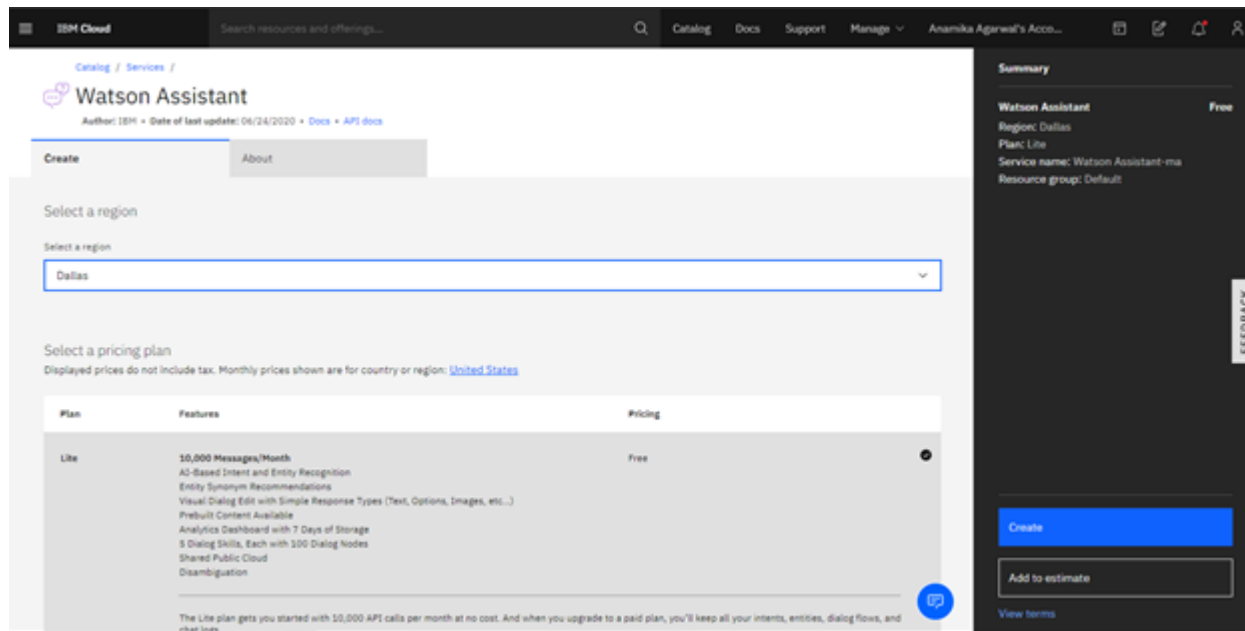 IBM Cloud
Search resources and offerings...
Catalog
Docs
Support
Manage
Anamika Agarwal's Acco...
Catalog / Services /
Watson Assistant
Author: IBM • Date of last update: 06/24/2020 • Docs • API docs
Create
About
Select a region
Select a region
Dallas
Select a pricing plan
Displayed prices do not include tax. Monthly prices shown are for country or region: United States
Plan Features Pricing
Lite 10,000 Messages/Month Free
AI-Based Intent and Entity Recognition
Entity Synonym Recommendations
Visual Dialog Edit with Simple Response Types (Text, Options, Images, etc...)
Prebuilt Content Available
Analytics Dashboard with 7 Days of Storage
5 Dialog Skills, Each with 100 Dialog Nodes
Shared Public Cloud
Disambiguation
The Lite plan gets you started with 10,000 API calls per month at no cost. And when you upgrade to a paid plan, you'll keep all your intents, entities, dialog flows, and
chat logs.
Summary
Watson Assistant Free
Region: Dallas
Plan: Lite
Service name: Watson Assistant-ma
Resource group: Default
Create
Add to estimate
View terms
FEEDBACK